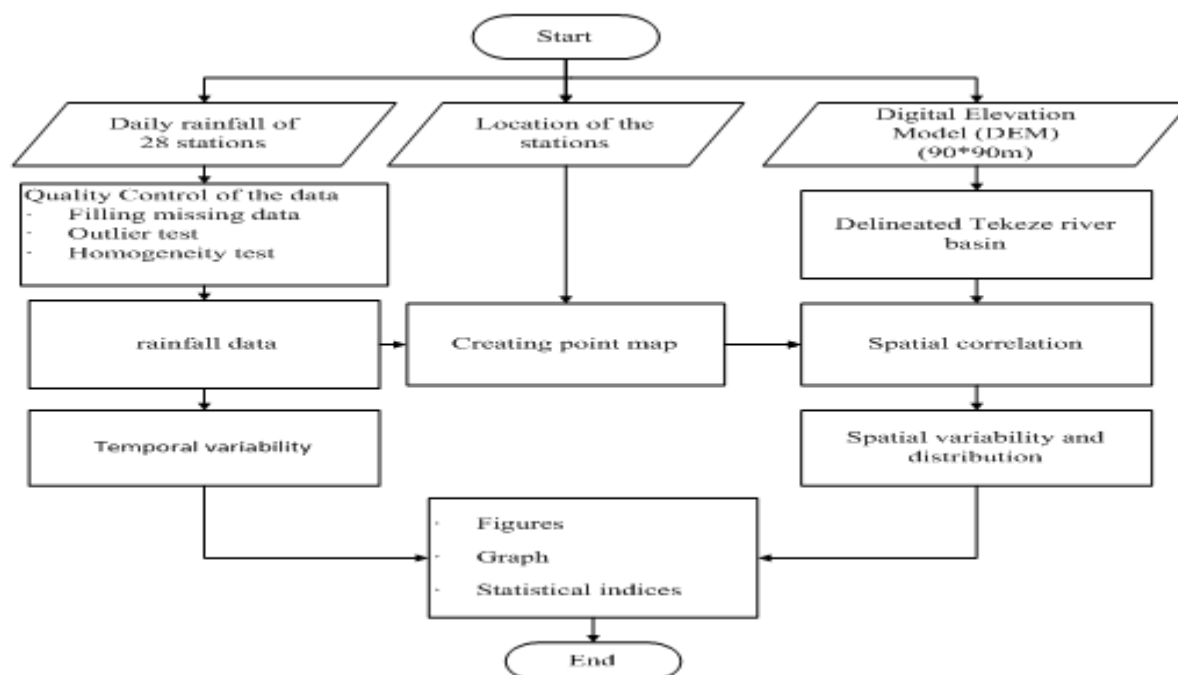 Start
Daily rainfall of
28 stations
Location of the
stations
Digital Elevation
Model (DEM)
(90*90m)
Quality Control of the data
· Filling missing data
· Outlier test
· Homogeneity test
Delineated Tekeze river
basin
rainfall data
Creating point map
Spatial correlation
Temporal variability
Spatial variability and
distribution
· Figures
· Graph
· Statistical indices
End